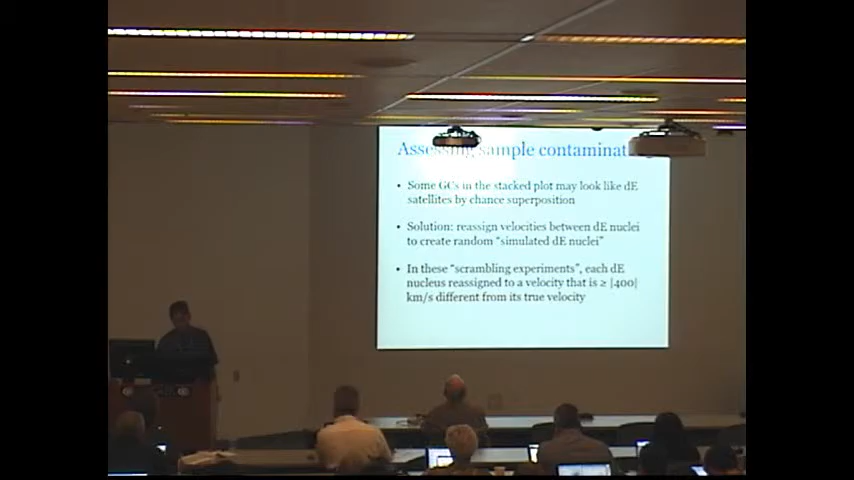 Assessing sample contaminat
• Some GCs in the stacked plot may look like dE
satellites by chance superposition
• Solution: reassign velocities between dE nuclei
to create random “simulated dE nuclei”
• In these “scrambling experiments”, each dE
nucleus reassigned to a velocity that is ≥ |400|
km/s different from its true velocity